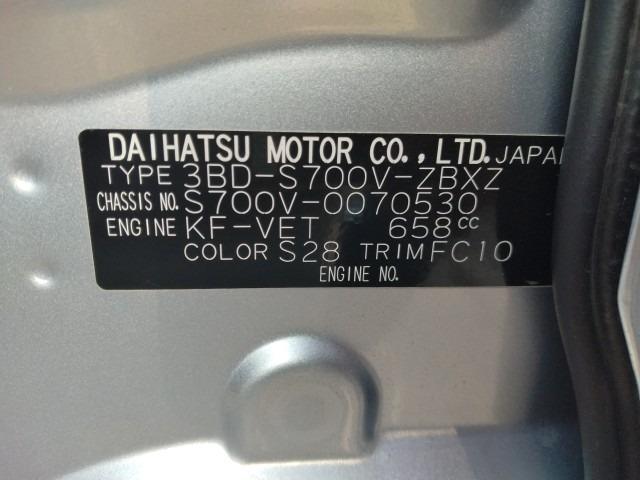 DAIHATSU MOTOR CO., LTD. JAPAN
TYPE 3BD-S700V-ZBXZ
CHASSIS NO. S700V-0070530
ENGINE KF-VET 658cc
COLOR S28 TRIM FC10
ENGINE NO.